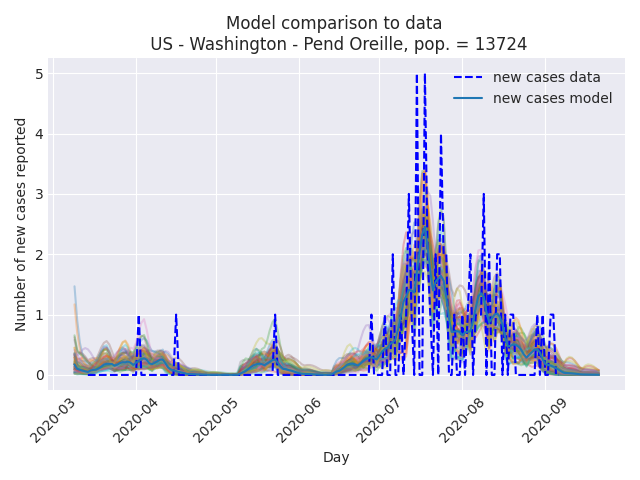 Model comparison to data
US - Washington - Pend Oreille, pop. = 13724
new cases data
new cases model
Number of new cases reported
5
4
3
2
1
0
2020-03
2020-04
2020-05
2020-06
2020-07
2020-08
2020-09
Day